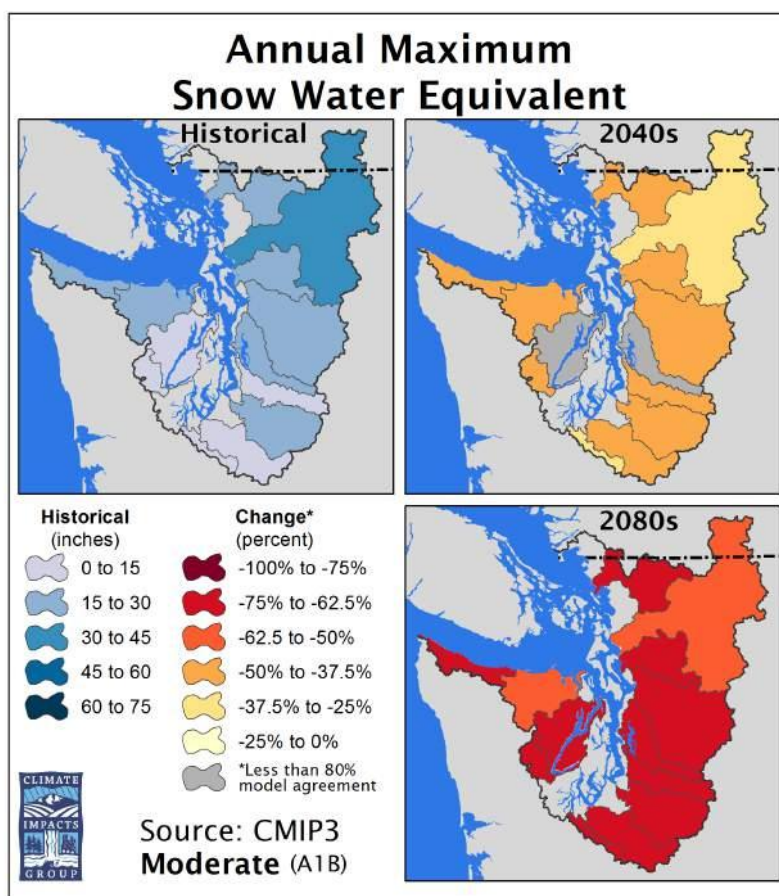 Annual Maximum
Snow Water Equivalent
Historical
2040s
Historical
(inches)
0 to 15
15 to 30
30 to 45
45 to 60
60 to 75
Change*
(percent)
-100% to -75%
-75% to -62.5%
-62.5 to -50%
-50% to -37.5%
-37.5% to -25%
-25% to 0%
*Less than 80%
model agreement
2080s
CLIMATE
IMPACTS
GROUP
Source: CMIP3
Moderate (A1B)